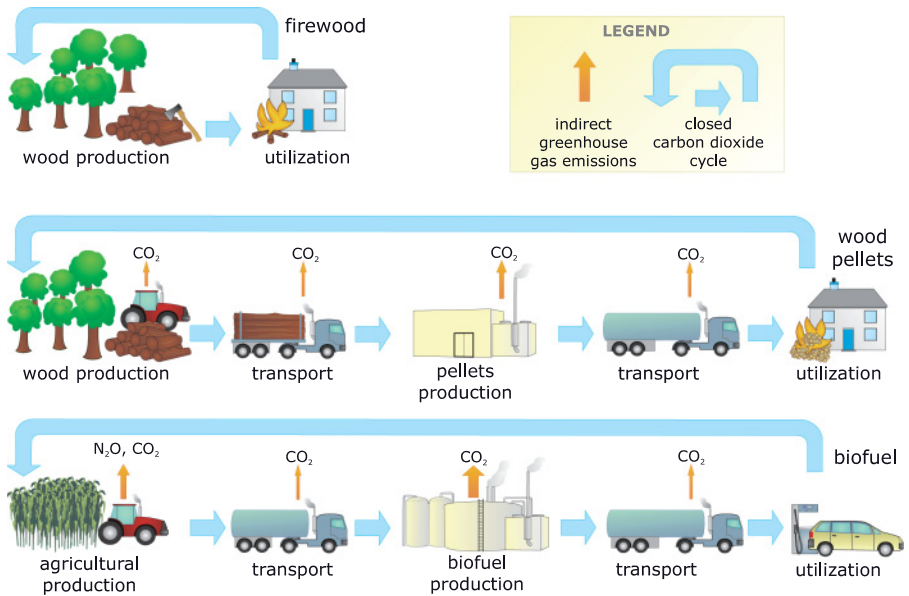 firewood
wood production
utilization
LEGEND
indirect
greenhouse
gas emissions
closed
carbon dioxide
cycle
wood
pellets
CO₂
CO₂
CO₂
CO₂
wood production
transport
pellets
production
transport
utilization
biofuel
N₂O, CO₂
CO₂
CO₂
CO₂
agricultural
production
transport
biofuel
production
transport
utilization